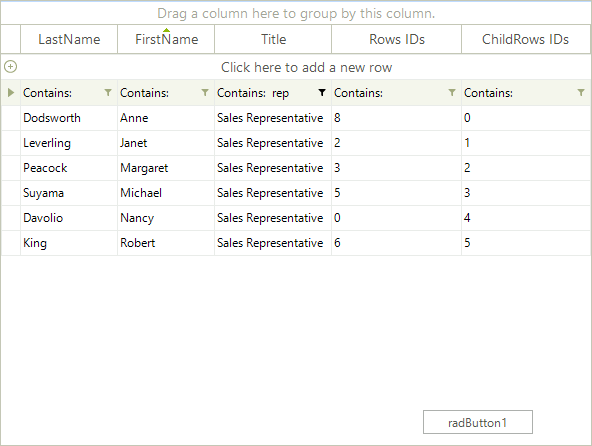 Drag a column here to group by this column.
LastName FirstName Title Rows IDs ChildRows IDs
Click here to add a new row
Contains: Contains: Contains: rep Contains: Contains:
Dodsworth Anne Sales Representative 8 0
Leverling Janet Sales Representative 2 1
Peacock Margaret Sales Representative 3 2
Suyama Michael Sales Representative 5 3
Davolio Nancy Sales Representative 0 4
King Robert Sales Representative 6 5
radButton1